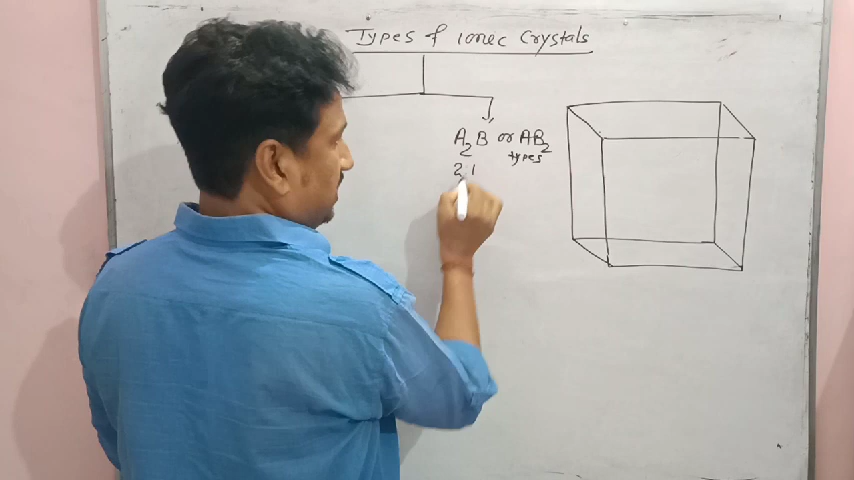 Types of ionic Crystals
A₂B or AB₂
types
2:1